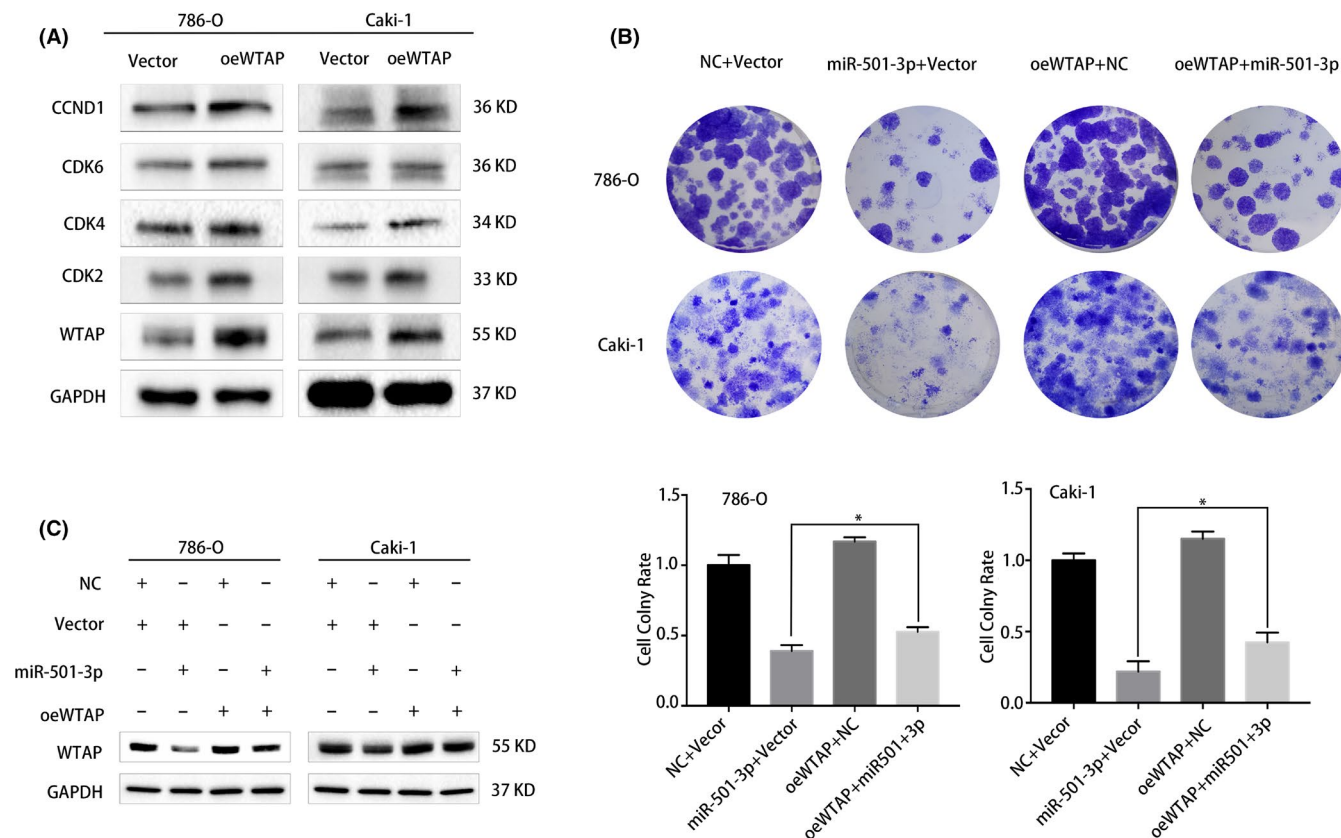 (A)
786-O Caki-1
Vector oeWTAP Vector oeWTAP
CCND1 36 KD
CDK6 36 KD
CDK4 34 KD
CDK2 33 KD
WTAP 55 KD
GAPDH 37 KD
(B)
NC+Vector miR-501-3p+Vector oeWTAP+NC oeWTAP+miR-501-3p
786-O
Caki-1
786-O
Cell Colny Rate
1.5
1.0
0.5
0.0
*
NC+Vecor
miR-501-3p+Vector
oeWTAP+NC
oeWTAP+miR501+3p
Caki-1
Cell Colny Rate
1.5
1.0
0.5
0.0
*
NC+Vecor
miR-501-3p+Vector
oeWTAP+NC
oeWTAP+miR501+3p
(C)
786-O Caki-1
NC + − + − + − + −
Vector + + − − + + − −
miR-501-3p − + − + − + − +
oeWTAP − − + + − − + +
WTAP 55 KD
GAPDH 37 KD